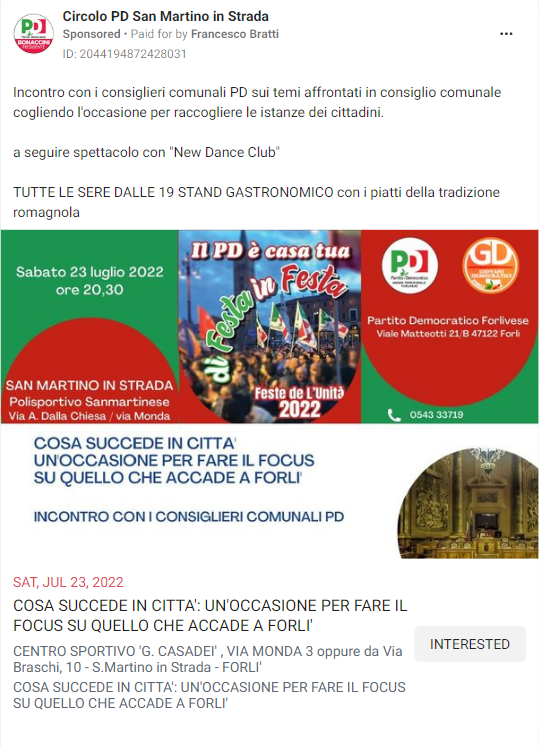 Circolo PD San Martino in Strada
Sponsored • Paid for by Francesco Bratti
ID: 2044194872428031
PD
Partito Democratico
BONACCINI
PRESIDENTE
Incontro con i consiglieri comunali PD sui temi affrontati in consiglio comunale
cogliendo l'occasione per raccogliere le istanze dei cittadini.
a seguire spettacolo con "New Dance Club"
TUTTE LE SERE DALLE 19 STAND GASTRONOMICO con i piatti della tradizione
romagnola
Sabato 23 luglio 2022
ore 20,30
SAN MARTINO IN STRADA
Polisportivo Sanmartinese
Via A. Dalla Chiesa / via Monda
Il PD è casa tua
di Festa in Festa
Feste de L'Unità
2022
PD
Partito Democratico
GD
GIOVANI
DEMOCRATICI
Partito Democratico Forlivese
Viale Matteotti 21/B 47122 Forlì
0543 33719
COSA SUCCEDE IN CITTA'
UN'OCCASIONE PER FARE IL FOCUS
SU QUELLO CHE ACCADE A FORLI'
INCONTRO CON I CONSIGLIERI COMUNALI PD
SAT, JUL 23, 2022
COSA SUCCEDE IN CITTA': UN'OCCASIONE PER FARE IL
FOCUS SU QUELLO CHE ACCADE A FORLI'
CENTRO SPORTIVO 'G. CASADEI' , VIA MONDA 3 oppure da Via
Braschi, 10 - S.Martino in Strada - FORLI'
COSA SUCCEDE IN CITTA': UN'OCCASIONE PER FARE IL FOCUS
SU QUELLO CHE ACCADE A FORLI'
INTERESTED